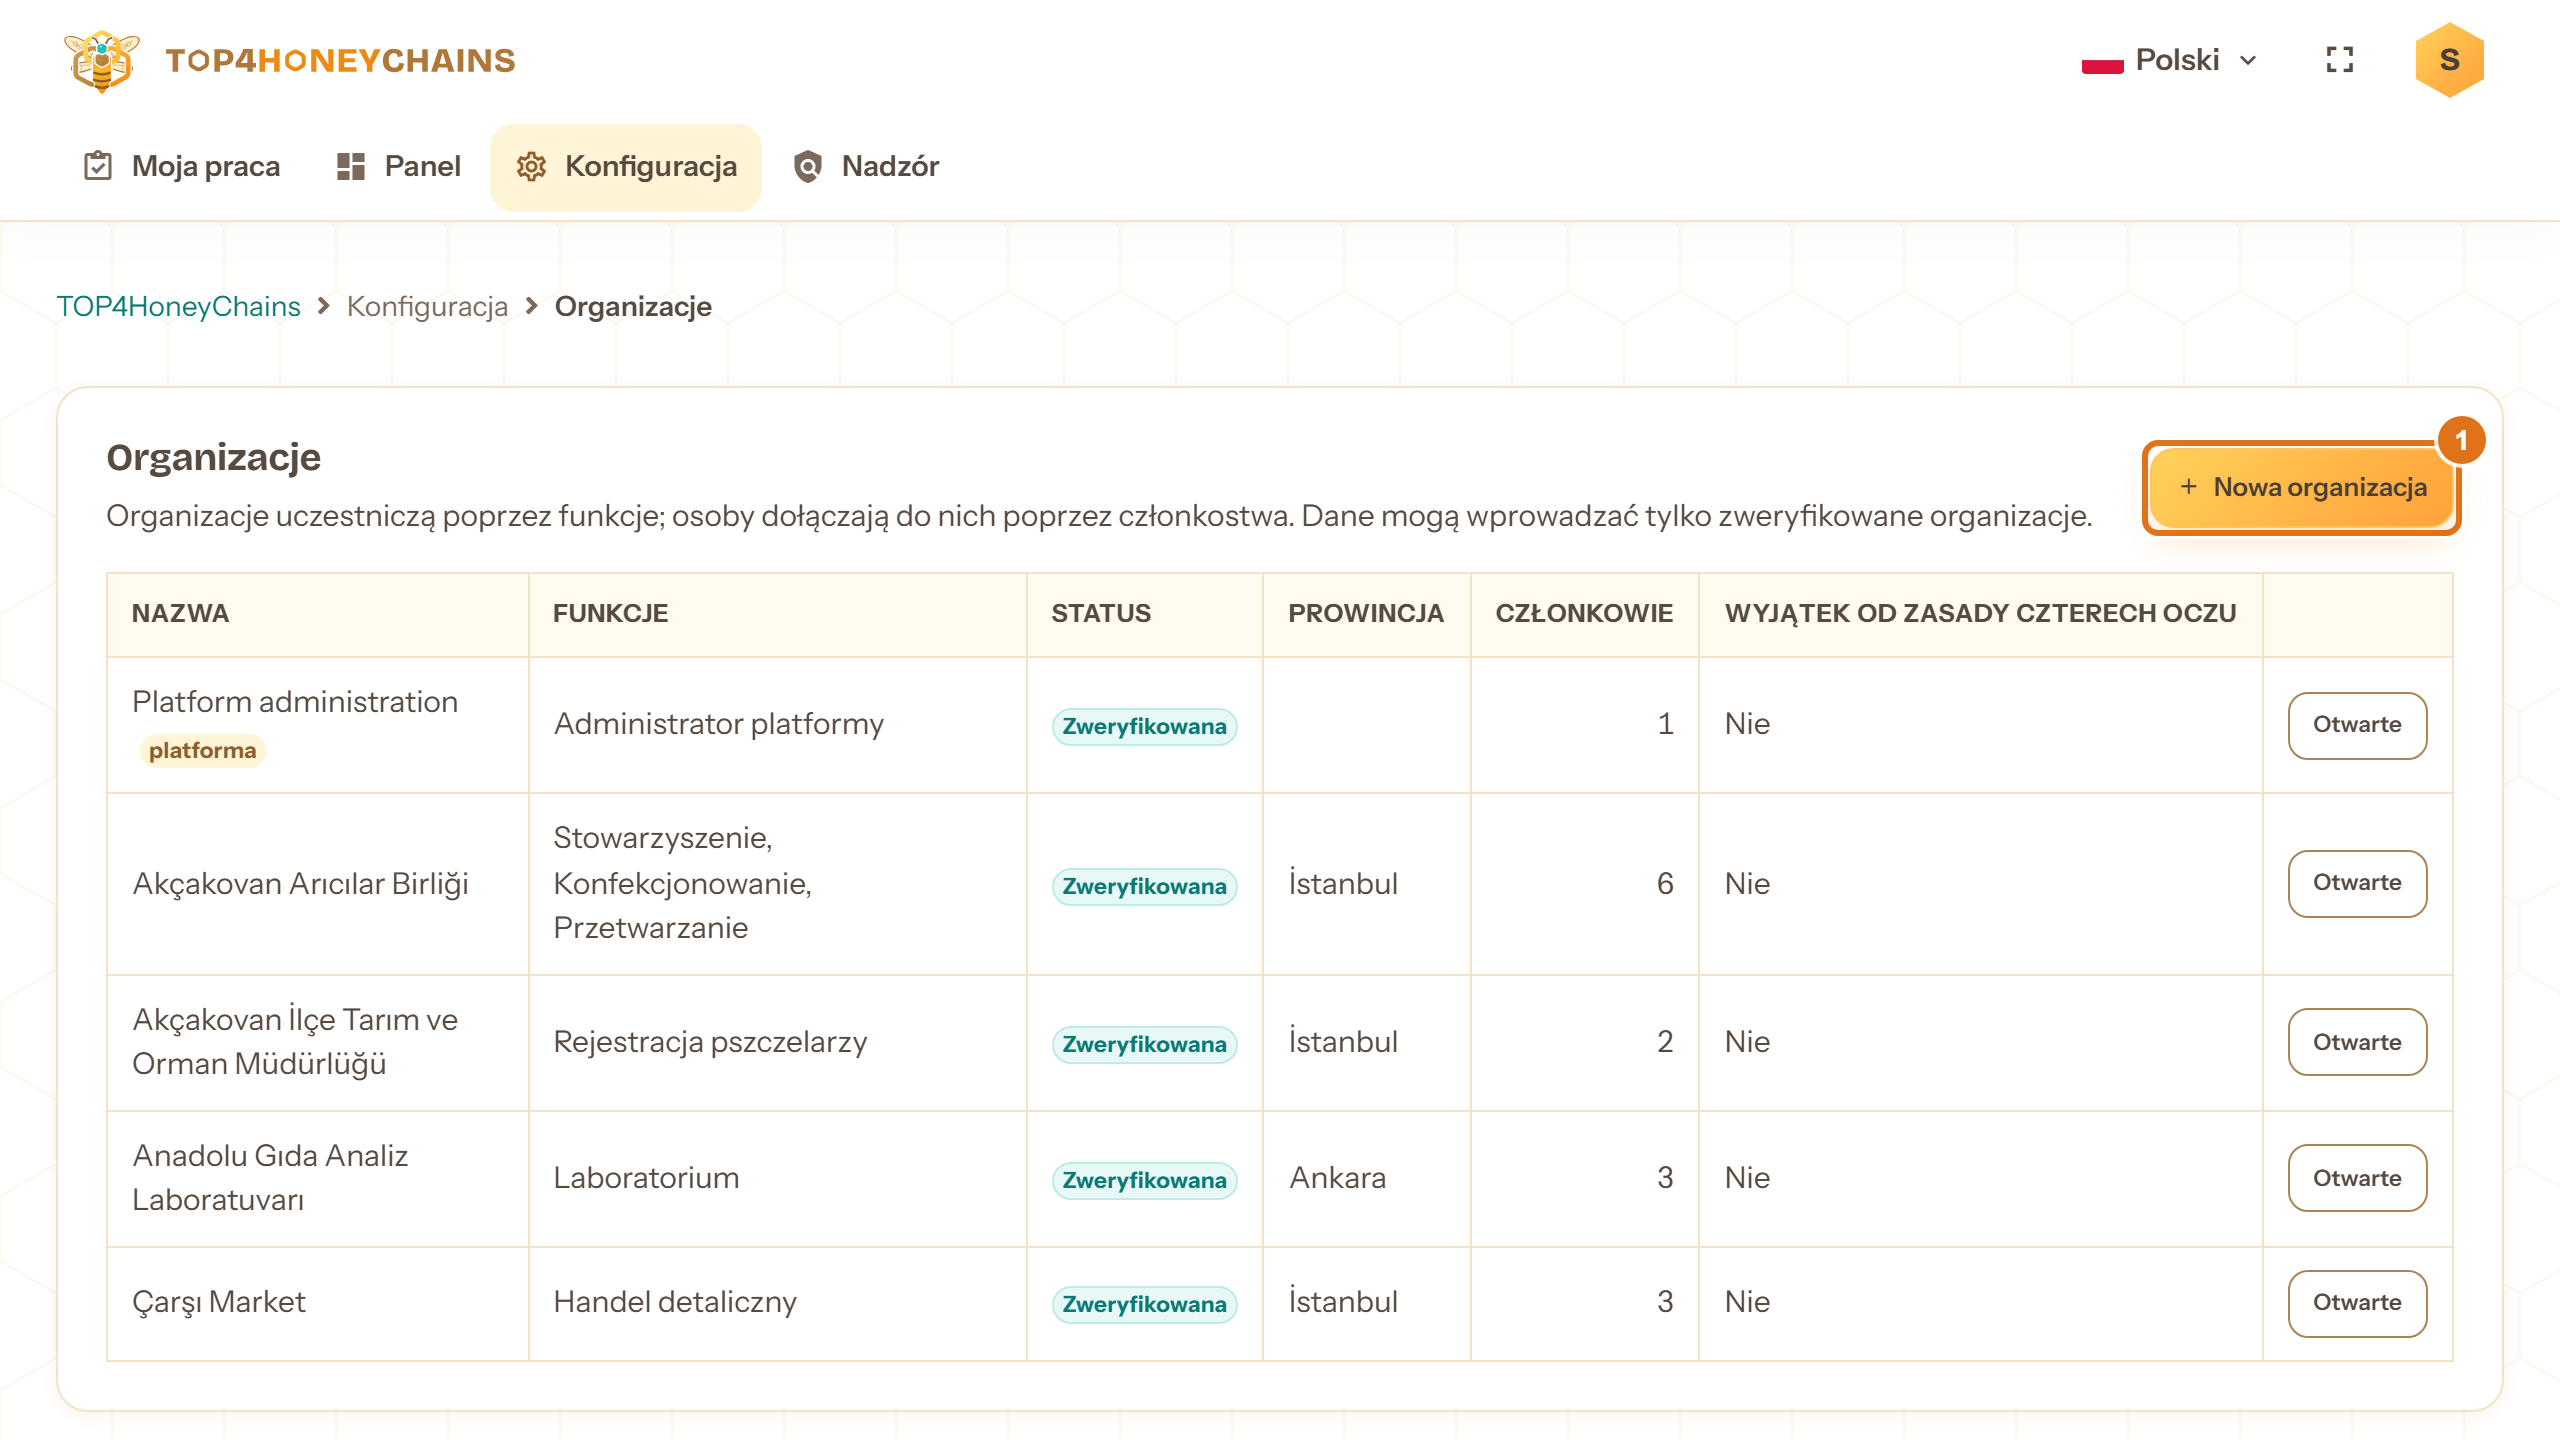 TOP4HONEYCHAINS
Polski
S
Moja praca
Panel
Konfiguracja
Nadzór
TOP4HoneyChains > Konfiguracja > Organizacje
Organizacje
Organizacje uczestniczą poprzez funkcje; osoby dołączają do nich poprzez członkostwa. Dane mogą wprowadzać tylko zweryfikowane organizacje.
+ Nowa organizacja
1
NAZWA FUNKCJE STATUS PROWINCJA CZŁONKOWIE WYJĄTEK OD ZASADY CZTERECH OCZU
Platform administration
platforma
Administrator platformy
Zweryfikowana
1
Nie
Otwarte
Akçakovan Arıcılar Birliği
Stowarzyszenie,
Konfekcjonowanie,
Przetwarzanie
Zweryfikowana
İstanbul
6
Nie
Otwarte
Akçakovan İlçe Tarım ve
Orman Müdürlüğü
Rejestracja pszczelarzy
Zweryfikowana
İstanbul
2
Nie
Otwarte
Anadolu Gıda Analiz
Laboratuvarı
Laboratorium
Zweryfikowana
Ankara
3
Nie
Otwarte
Çarşı Market
Handel detaliczny
Zweryfikowana
İstanbul
3
Nie
Otwarte